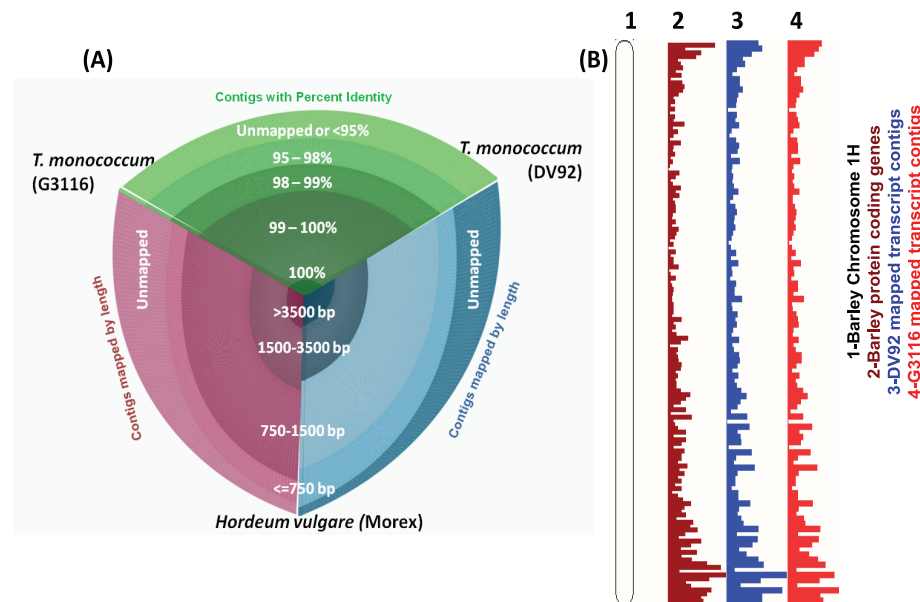 (A)
Contigs with Percent Identity
Unmapped or <95%
T. monococcum
(G3116)
T. monococcum
(DV92)
95 – 98%
98 – 99%
99 – 100%
100%
Unmapped
Unmapped
Contigs mapped by length
Contigs mapped by length
>3500 bp
1500-3500 bp
750-1500 bp
<=750 bp
Hordeum vulgare (Morex)
(B)
1 2 3 4
1-Barley Chromosome 1H
2-Barley protein coding genes
3-DV92 mapped transcript contigs
4-G3116 mapped transcript contigs